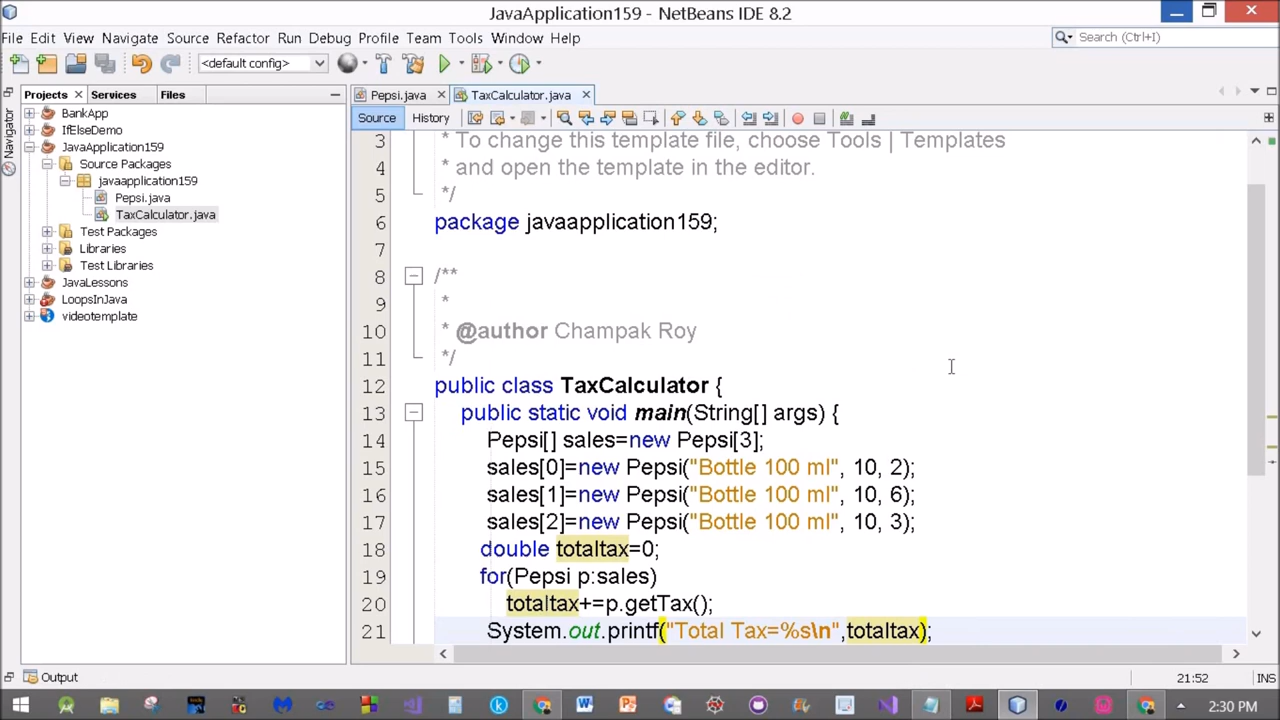 JavaApplication159 - NetBeans IDE 8.2
File Edit View Navigate Source Refactor Run Debug Profile Team Tools Window Help
Search (Ctrl+I)
<default config>
Projects Services Files
Pepsi.java TaxCalculator.java
Navigator
Source History
BankApp
IfElseDemo
JavaApplication159
Source Packages
javaapplication159
Pepsi.java
TaxCalculator.java
Test Packages
Libraries
Test Libraries
JavaLessons
LoopsInJava
videotemplate
3 * To change this template file, choose Tools | Templates
4 * and open the template in the editor.
5 */
6 package javaapplication159;
7
8 /**
9 *
10 * @author Champak Roy
11 */
12 public class TaxCalculator {
13 public static void main(String[] args) {
14 Pepsi[] sales=new Pepsi[3];
15 sales[0]=new Pepsi("Bottle 100 ml", 10, 2);
16 sales[1]=new Pepsi("Bottle 100 ml", 10, 6);
17 sales[2]=new Pepsi("Bottle 100 ml", 10, 3);
18 double totaltax=0;
19 for(Pepsi p:sales)
20 totaltax+=p.getTax();
21 System.out.printf("Total Tax=%s\n",totaltax);
Output
21:52 INS
2:30 PM